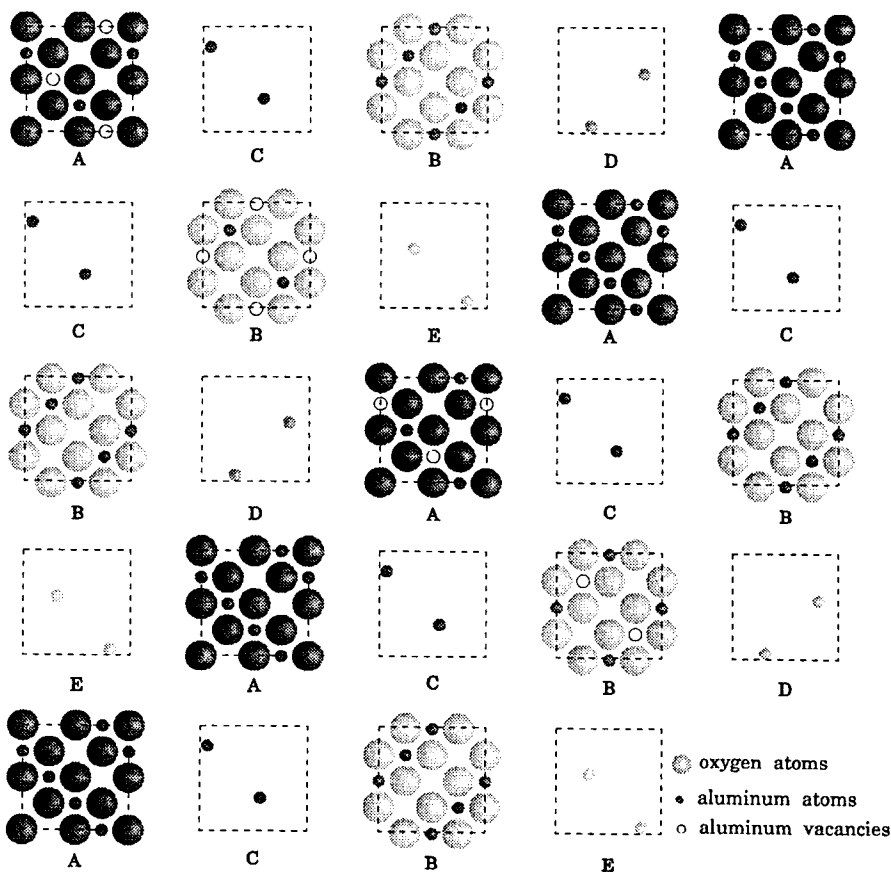 A C B D A
C B E A C
B D A C B
E A C B D
A C B E
oxygen atoms
aluminum atoms
aluminum vacancies